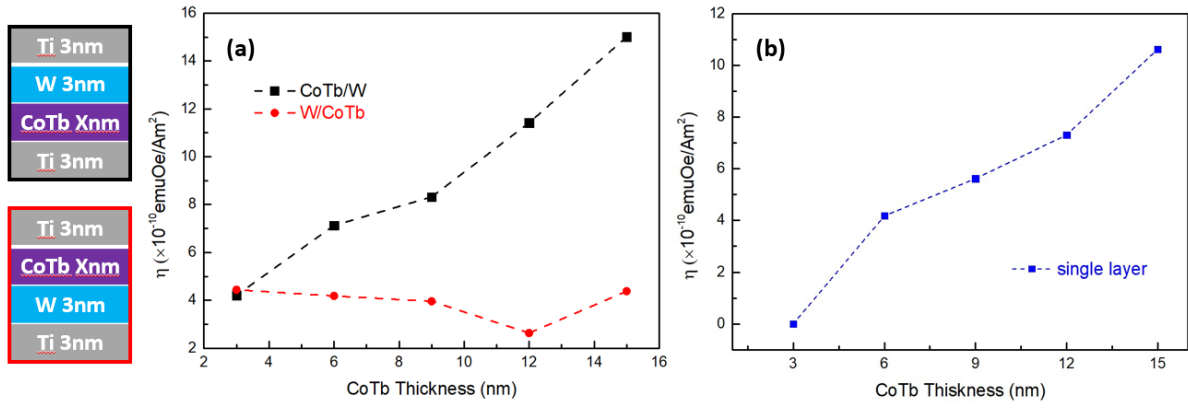 Ti 3nm
W 3nm
CoTb Xnm
Ti 3nm
Ti 3nm
CoTb Xnm
W 3nm
Ti 3nm
(a)
CoTb/W
W/CoTb
16
14
12
10
8
6
4
2
η (×10⁻¹⁰emuOe/Am²)
2 4 6 8 10 12 14 16
CoTb Thickness (nm)
(b)
single layer
12
10
8
6
4
2
0
η (×10⁻¹⁰emuOe/Am²)
3 6 9 12 15
CoTb Thiskness (nm)